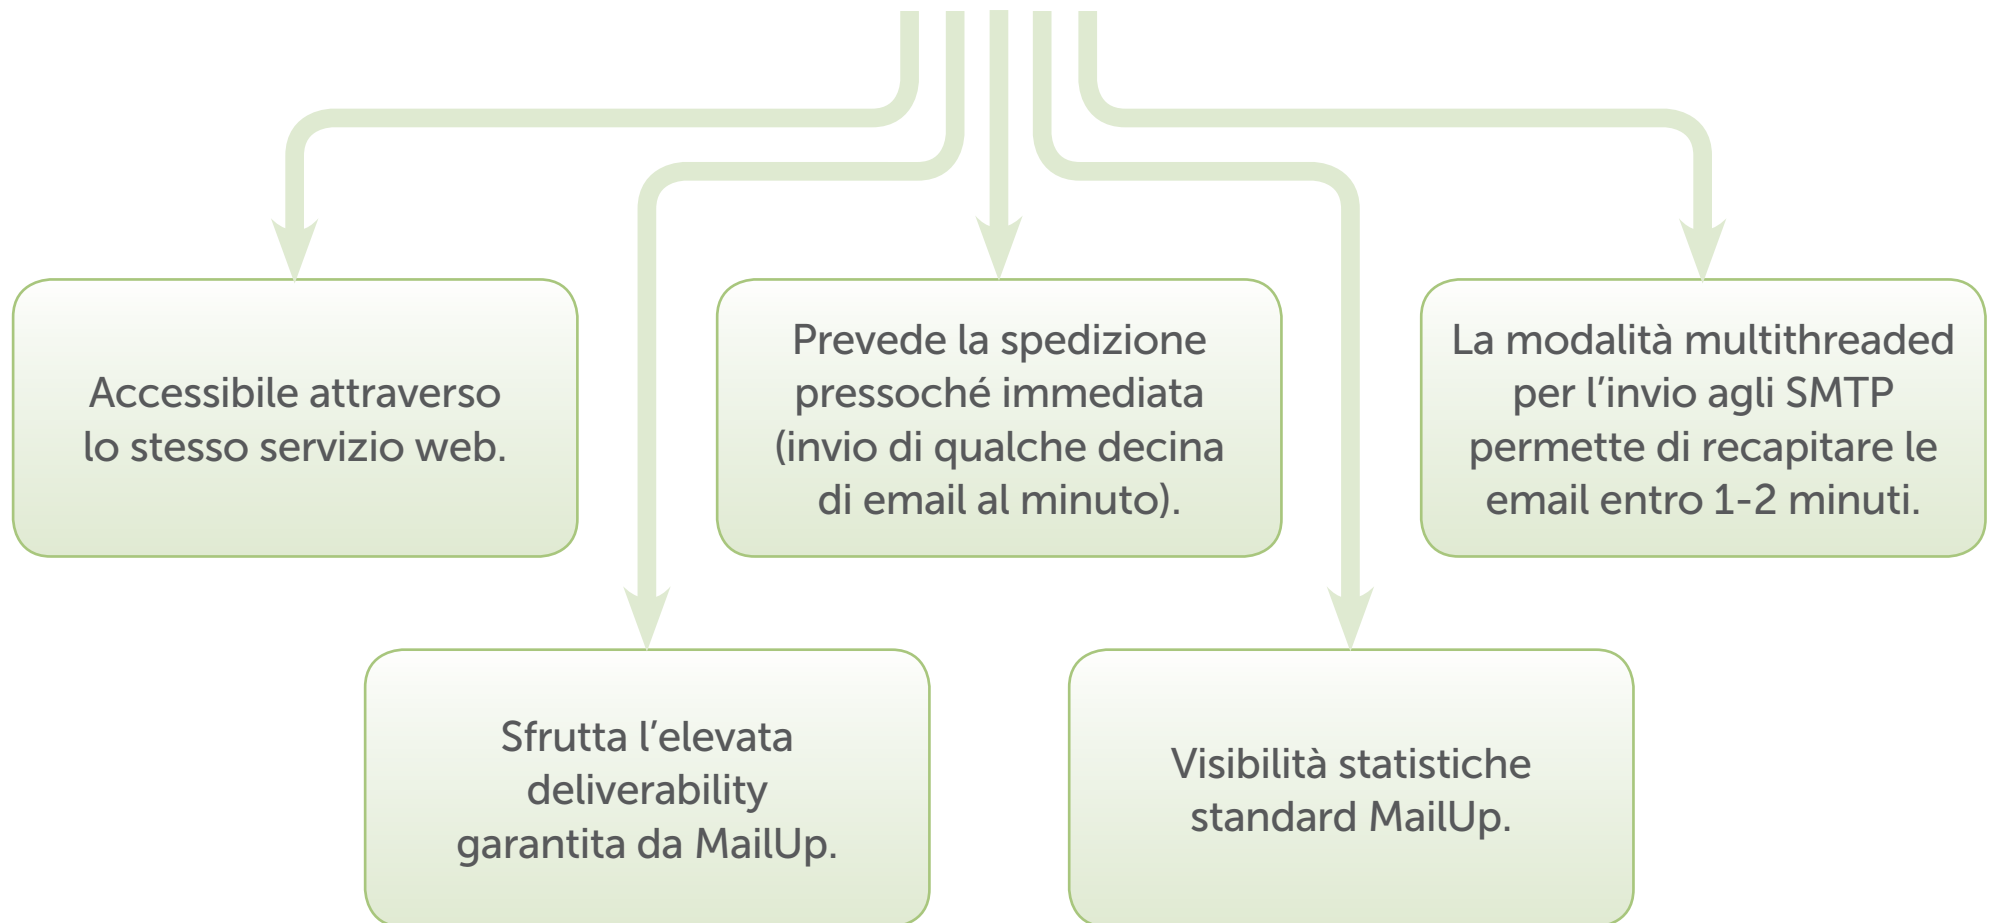 Accessibile attraverso
lo stesso servizio web.
Prevede la spedizione
pressoché immediata
(invio di qualche decina
di email al minuto).
La modalità multithreaded
per l’invio agli SMTP
permette di recapitare le
email entro 1-2 minuti.
Sfrutta l’elevata
deliverability
garantita da MailUp.
Visibilità statistiche
standard MailUp.